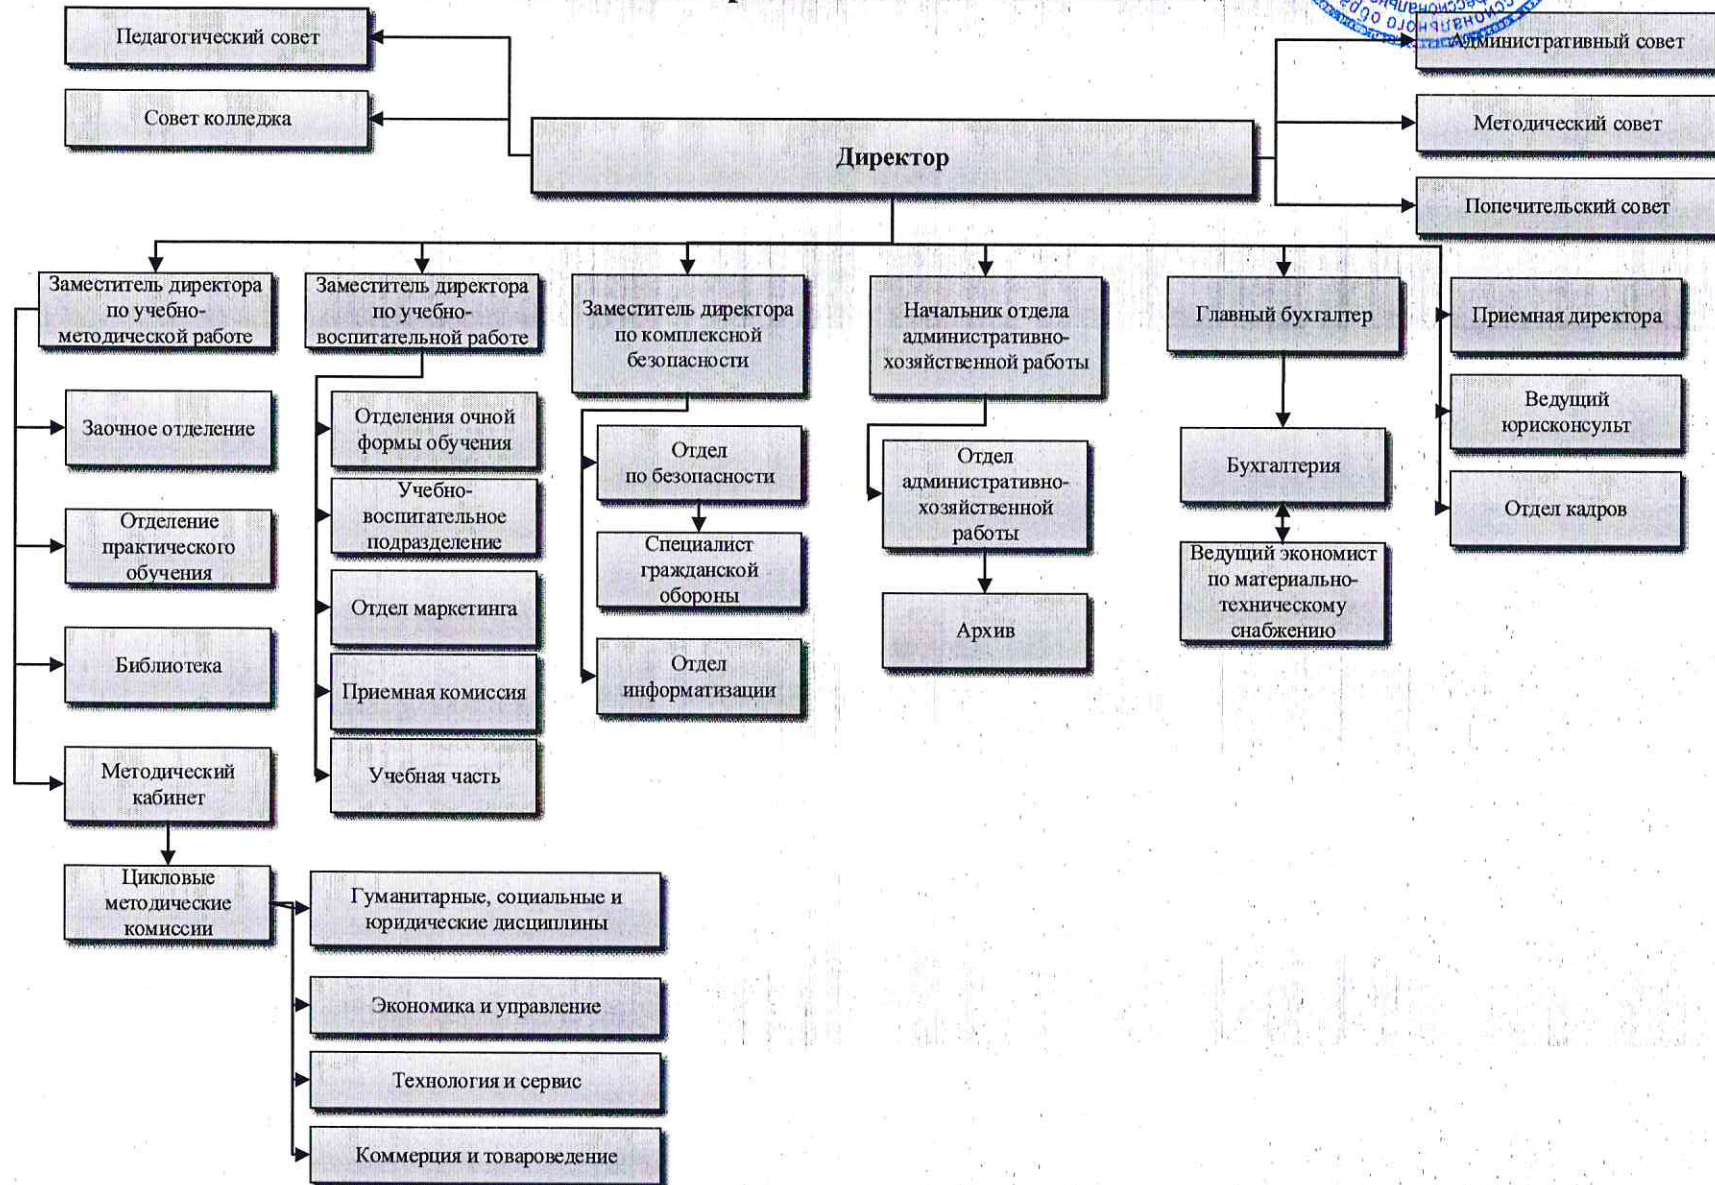 Педагогический совет
Совет колледжа
Директор
Административный совет
Методический совет
Попечительский совет
Заместитель директора
по учебно-
методической работе
Заместитель директора
по учебно-
воспитательной работе
Заместитель директора
по комплексной
безопасности
Начальник отдела
административно-
хозяйственной работы
Главный бухгалтер
Приемная директора
Ведущий
юрисконсульт
Отдел кадров
Заочное отделение
Отделение
практического
обучения
Библиотека
Методический
кабинет
Цикловые
методические
комиссии
Отделения очной
формы обучения
Учебно-
воспитательное
подразделение
Отдел маркетинга
Приемная комиссия
Учебная часть
Отдел
по безопасности
Специалист
гражданской
обороны
Отдел
информатизации
Отдел
административно-
хозяйственной
работы
Архив
Бухгалтерия
Ведущий экономист
по материально-
техническому
снабжению
Гуманитарные, социальные и
юридические дисциплины
Экономика и управление
Технология и сервис
Коммерция и товароведение